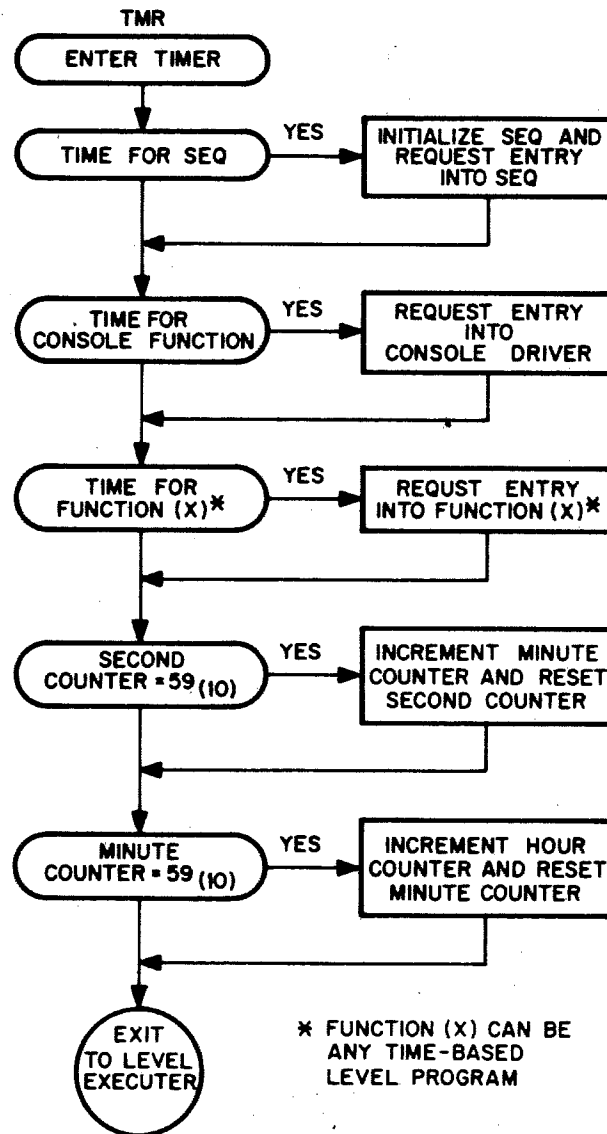 TMR
ENTER TIMER
TIME FOR SEQ
YES
INITIALIZE SEQ AND
REQUEST ENTRY
INTO SEQ
TIME FOR
CONSOLE FUNCTION
YES
REQUEST ENTRY
INTO
CONSOLE DRIVER
TIME FOR
FUNCTION (X)*
YES
REQUST ENTRY
INTO FUNCTION (X)*
SECOND
COUNTER = 59 (10)
YES
INCREMENT MINUTE
COUNTER AND RESET
SECOND COUNTER
MINUTE
COUNTER = 59 (10)
YES
INCREMENT HOUR
COUNTER AND RESET
MINUTE COUNTER
EXIT
TO LEVEL
EXECUTER
* FUNCTION (X) CAN BE
ANY TIME-BASED
LEVEL PROGRAM